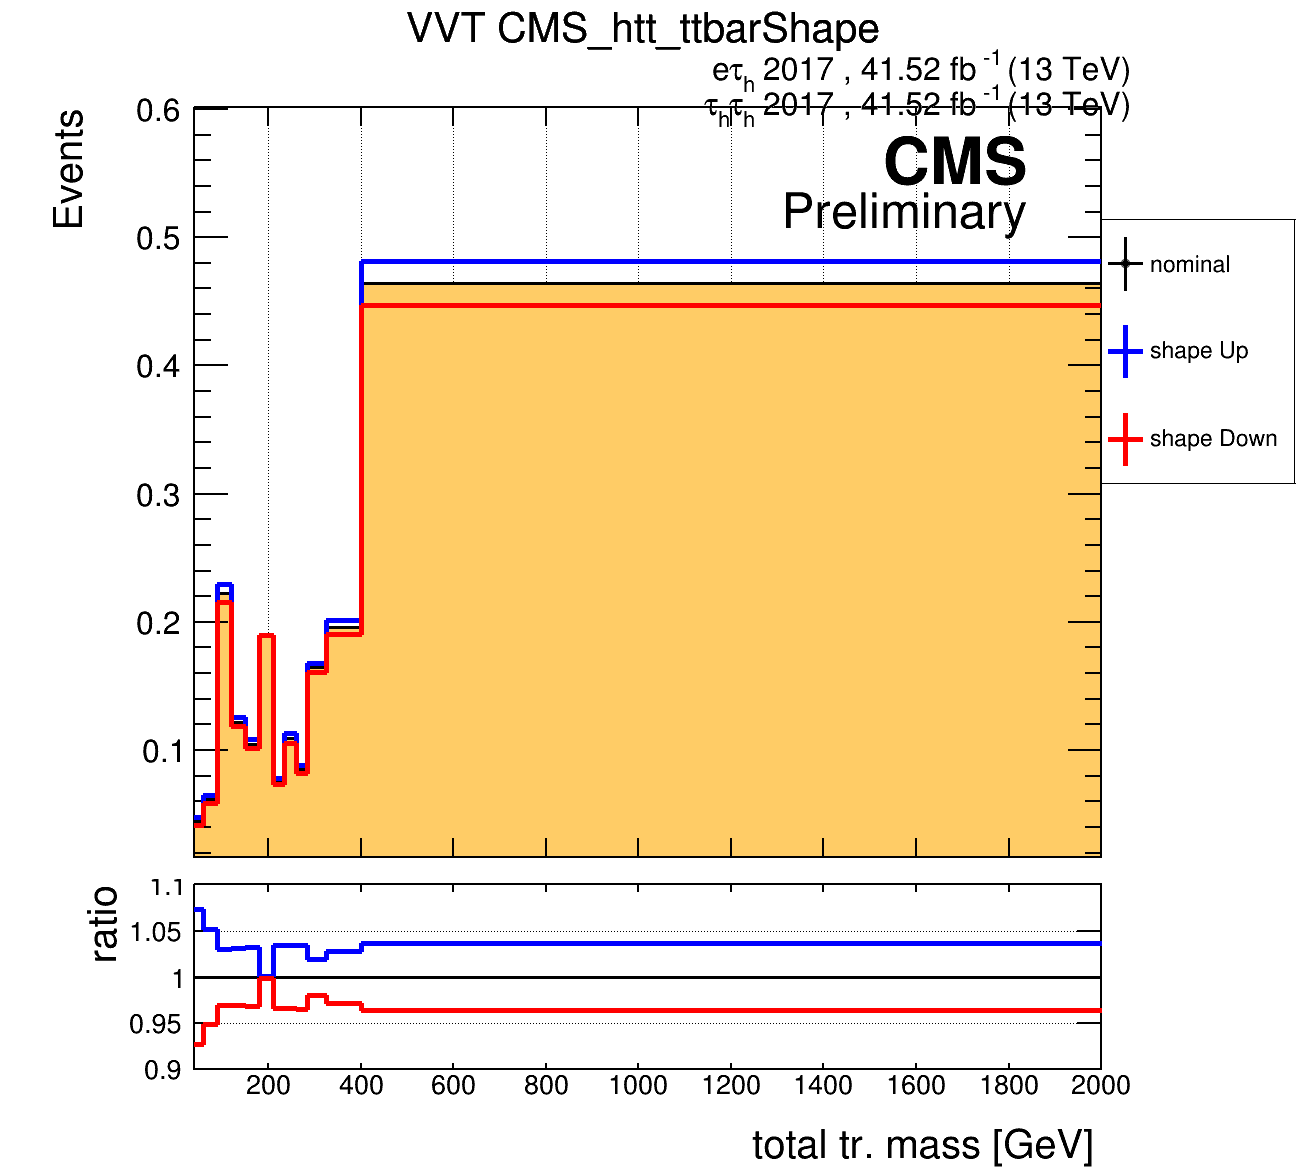 VVT CMS_htt_ttbarShape
eτh 2017 , 41.52 fb -1 (13 TeV)
τhτh 2017 , 41.52 fb -1 (13 TeV)
CMS
Preliminary
Events
0.6
0.5
0.4
0.3
0.2
0.1
nominal
shape Up
shape Down
ratio
1.1
1.05
1
0.95
0.9
200 400 600 800 1000 1200 1400 1600 1800 2000
total tr. mass [GeV]